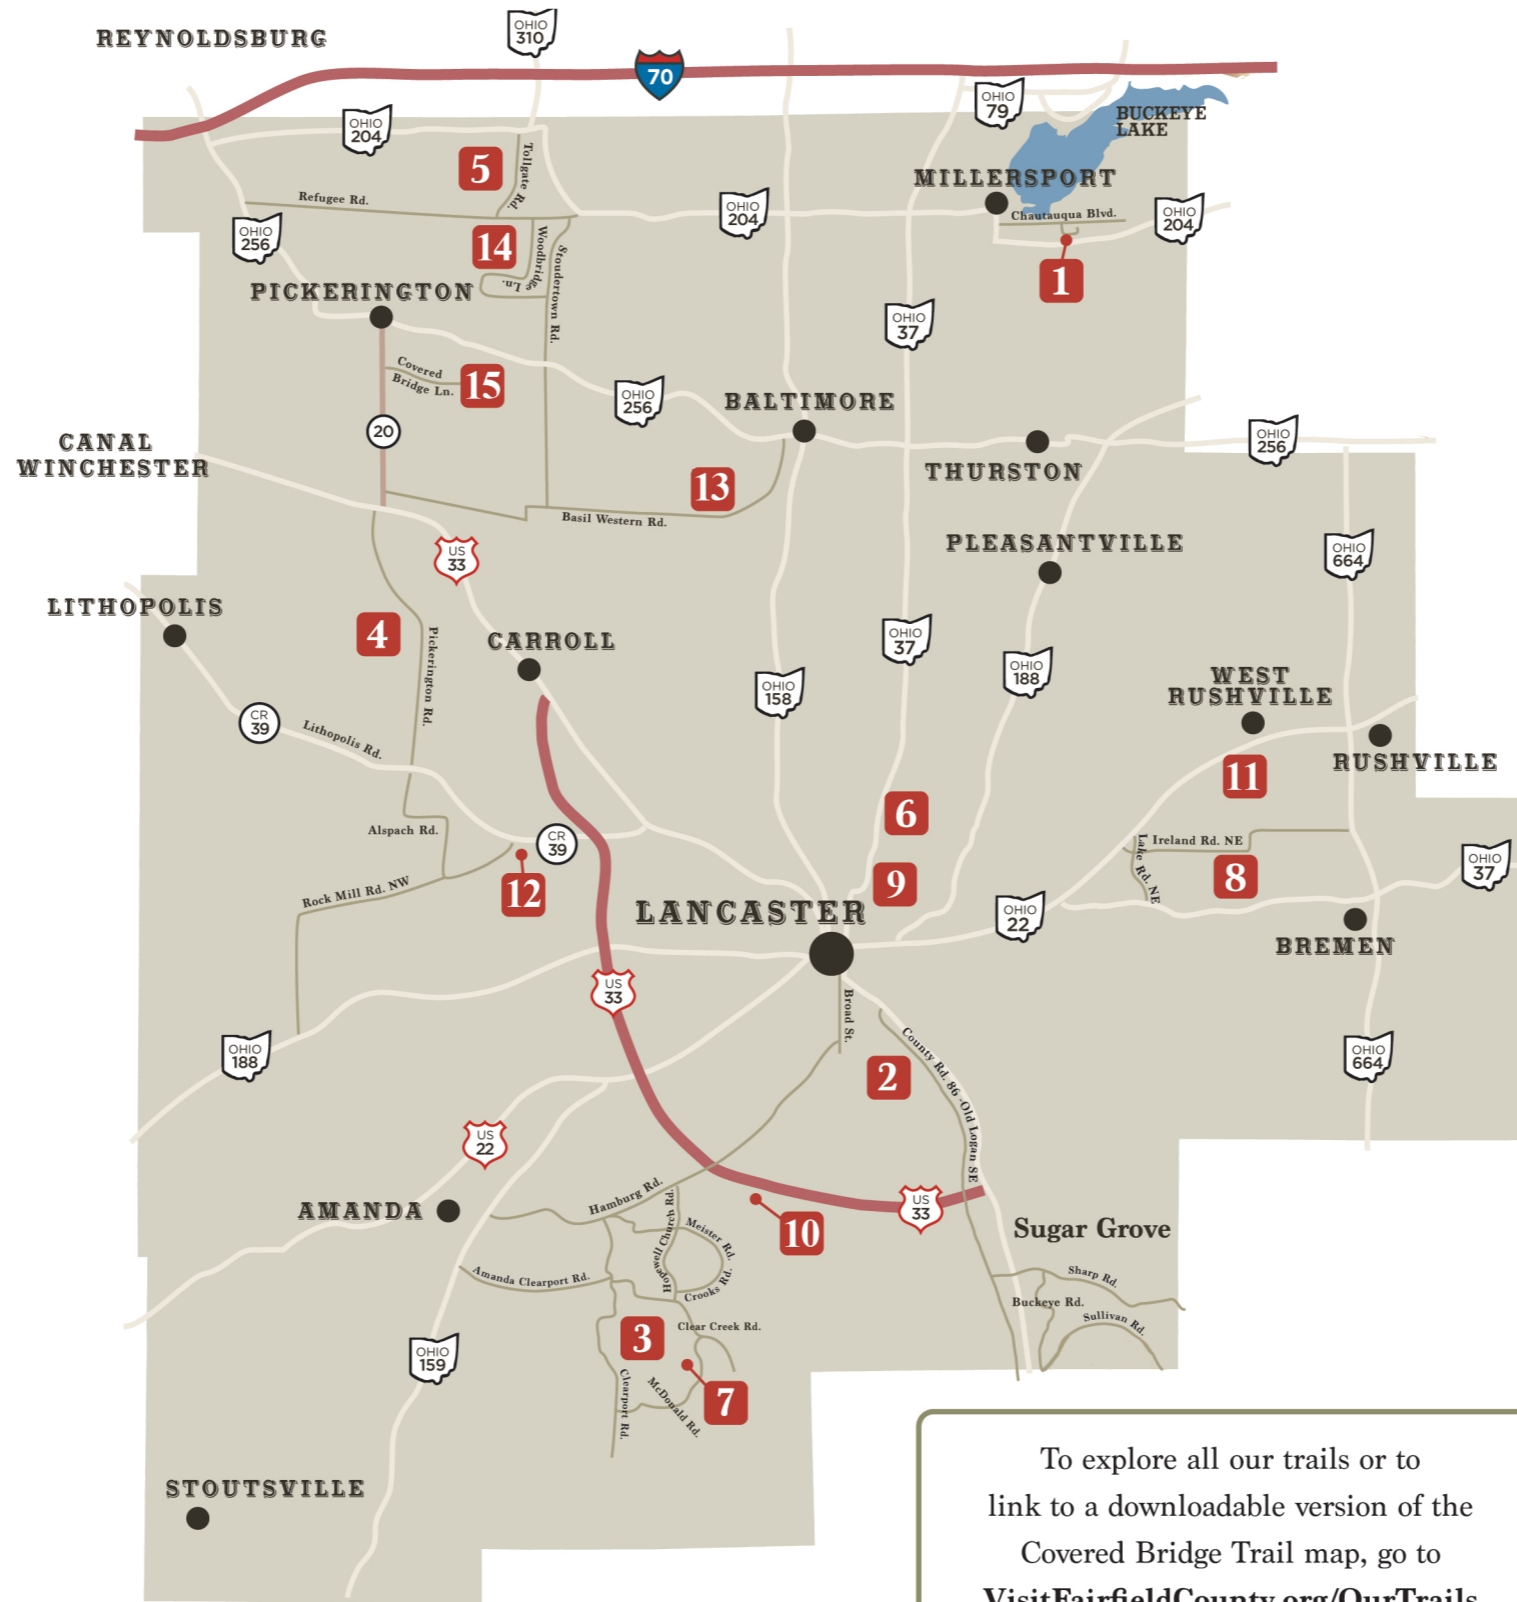 REYNOLDSBURG
OHIO
310
70
OHIO
79
BUCKEYE
LAKE
OHIO
204
5
Tollgate Rd.
MILLERSPORT
Refugee Rd.
OHIO
204
Chautauqua Blvd.
OHIO
204
OHIO
256
14
Woodbridge Ln.
Stoudertown Rd.
1
PICKERINGTON
OHIO
37
Covered
Bridge Ln.
15
OHIO
256
BALTIMORE
20
CANAL
WINCHESTER
OHIO
256
THURSTON
13
Basil Western Rd.
US
33
PLEASANTVILLE
OHIO
664
LITHOPOLIS
4
Pickerington Rd.
CARROLL
OHIO
37
OHIO
188
OHIO
158
WEST
RUSHVILLE
CR
39
Lithopolis Rd.
RUSHVILLE
11
6
Alspach Rd.
CR
39
Ireland Rd. NE
Lake Rd. NE
OHIO
37
8
9
Rock Mill Rd. NW
12
LANCASTER
OHIO
22
BREMEN
US
33
Broad St.
OHIO
188
County Rd. 86 -Old Logan SE
OHIO
664
2
US
22
AMANDA
Hamburg Rd.
Hopewell Church Rd.
Meister Rd.
US
33
10
Sugar Grove
Amanda Clearport Rd.
Crooks Rd.
Sharp Rd.
Buckeye Rd.
Sullivan Rd.
3
Clear Creek Rd.
OHIO
159
Clearport Rd.
McDonald Rd.
7
STOUTSVILLE
To explore all our trails or to
link to a downloadable version of the
Covered Bridge Trail map, go to
VisitFairfieldCounty.org/OurTrails